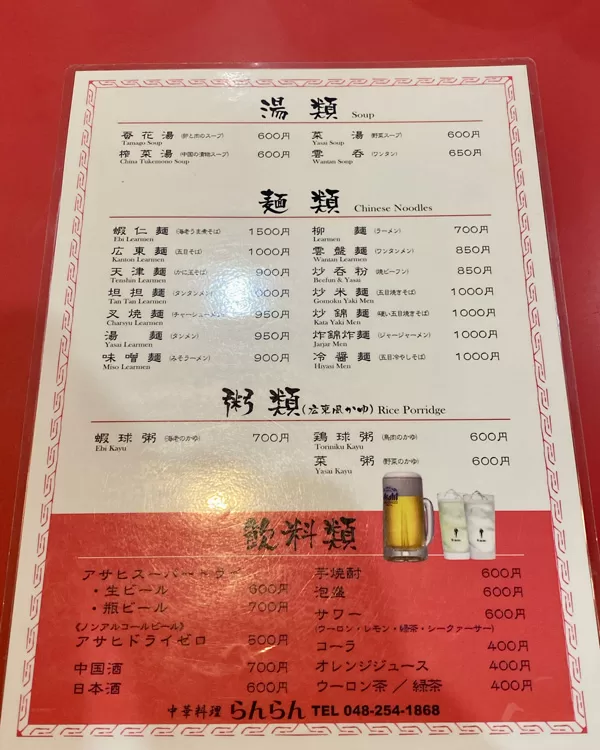 湯類 Soup
香花湯 (卵と肉のスープ) 600円
Tamago Soup
搾菜湯 (中国の漬物スープ) 600円
China Tukemono Soup
菜湯 (野菜スープ) 600円
Yasai Soup
雲呑 (ワンタン) 650円
Wantan Soup
麺類 Chinese Noodles
蝦仁麺 (海老うま煮そば) 1500円
Ebi Learmen
広東麺 (五目そば) 1000円
Kanton Learmen
天津麺 (かに玉そば) 900円
Tenshin Learmen
坦担麺 (タンタンメン) 000円
Tan Tan Learmen
叉焼麺 (チャーシューメン) 950円
Charsyu Learmen
湯麺 (タンメン) 950円
Yasai Learmen
味噌麺 (みそラーメン) 900円
Miso Learmen
柳麺 (ラーメン) 700円
Learmen
雲盤麺 (ワンタンメン) 850円
Wantan Learmen
炒呑粉 (焼ビーフン) 850円
Beefun & Yasai
炒米麺 (五目焼きそば) 1000円
Gomoku Yaki Men
炒錦麺 (硬い五目焼きそば) 1000円
Kata Yaki Men
炸錦炸麺 (ジャージャーメン) 1000円
Jarjar Men
冷醤麺 (五目冷やしそば) 1000円
Hiyasi Men
粥類 (広東風かゆ) Rice Porridge
蝦球粥 (海老のかゆ) 700円
Ebi Kayu
鶏球粥 (鳥肉のかゆ) 600円
Toriniku Kayu
菜粥 (野菜のかゆ) 600円
Yasai Kayu
飲料類
アサヒスーパードライ
・生ビール 600円
・瓶ビール 700円
《ノンアルコールビール》
アサヒドライゼロ 500円
中国酒 700円
日本酒 600円
芋焼酎 600円
泡盛 600円
サワー 600円
(ウーロン・レモン・緑茶・シークァーサー)
コーラ 400円
オレンジジュース 400円
ウーロン茶／緑茶 400円
中華料理 らんらん TEL 048-254-1868